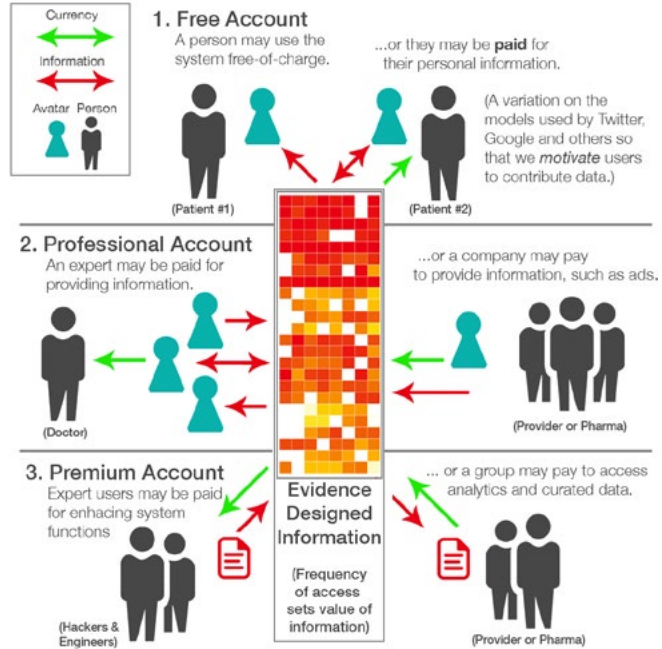 Currency
Information
Avatar Person
1. Free Account
A person may use the
system free-of-charge.
(Patient #1)
...or they may be paid for
their personal information.
(A variation on the
models used by Twitter,
Google and others so
that we motivate users
to contribute data.)
(Patient #2)
2. Professional Account
An expert may be paid for
providing information.
(Doctor)
...or a company may pay
to provide information, such as ads.
(Provider or Pharma)
3. Premium Account
Expert users may be paid
for enhacing system
functions
(Hackers &
Engineers)
Evidence
Designed
Information
(Frequency
of access
sets value of
information)
... or a group may pay to access
analytics and curated data.
(Provider or Pharma)